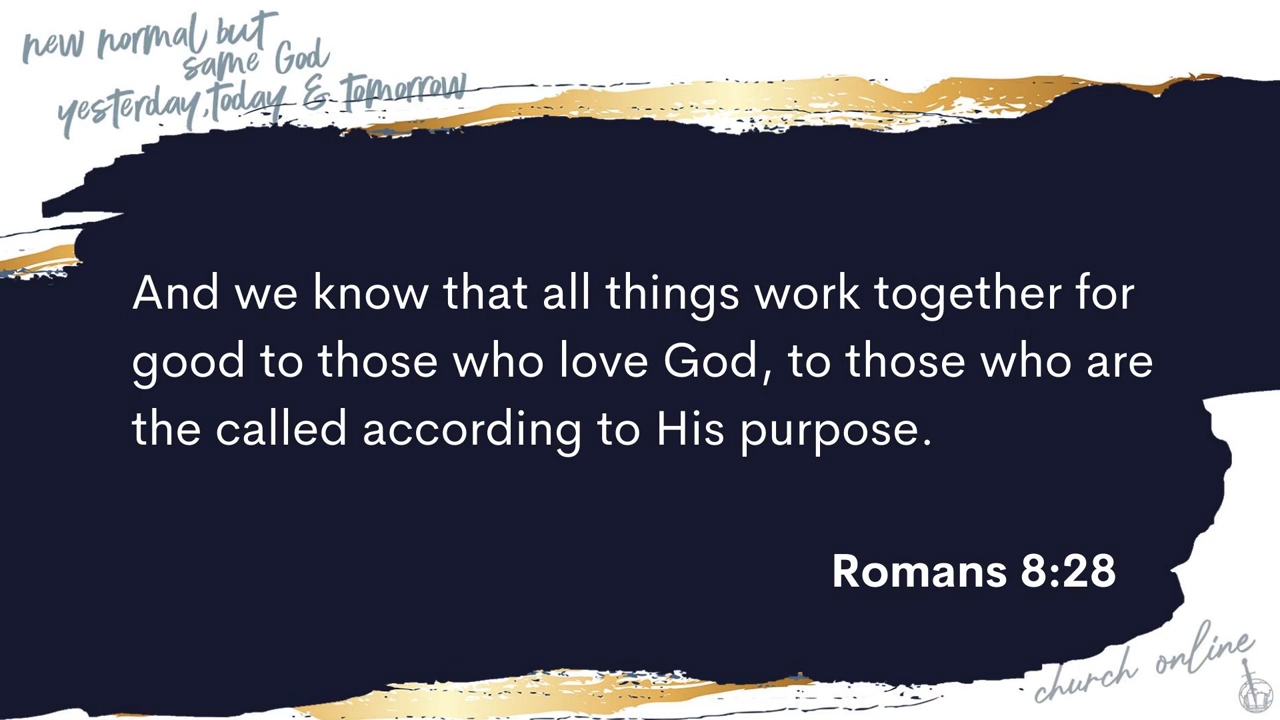 new normal but
same God
yesterday, today & tomorrow
And we know that all things work together for
good to those who love God, to those who are
the called according to His purpose.
Romans 8:28
church online